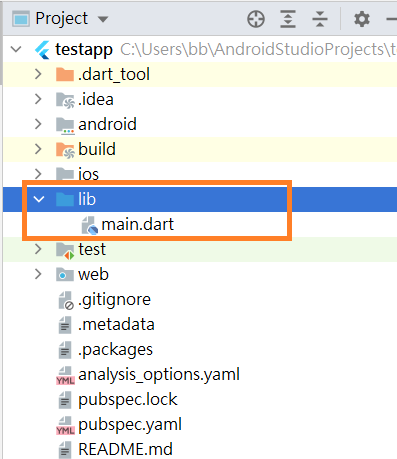 Project
testapp C:\Users\bb\AndroidStudioProjects\t
.dart_tool
.idea
android
build
ios
lib
main.dart
test
web
.gitignore
.metadata
.packages
YML analysis_options.yaml
pubspec.lock
YML pubspec.yaml
README.md